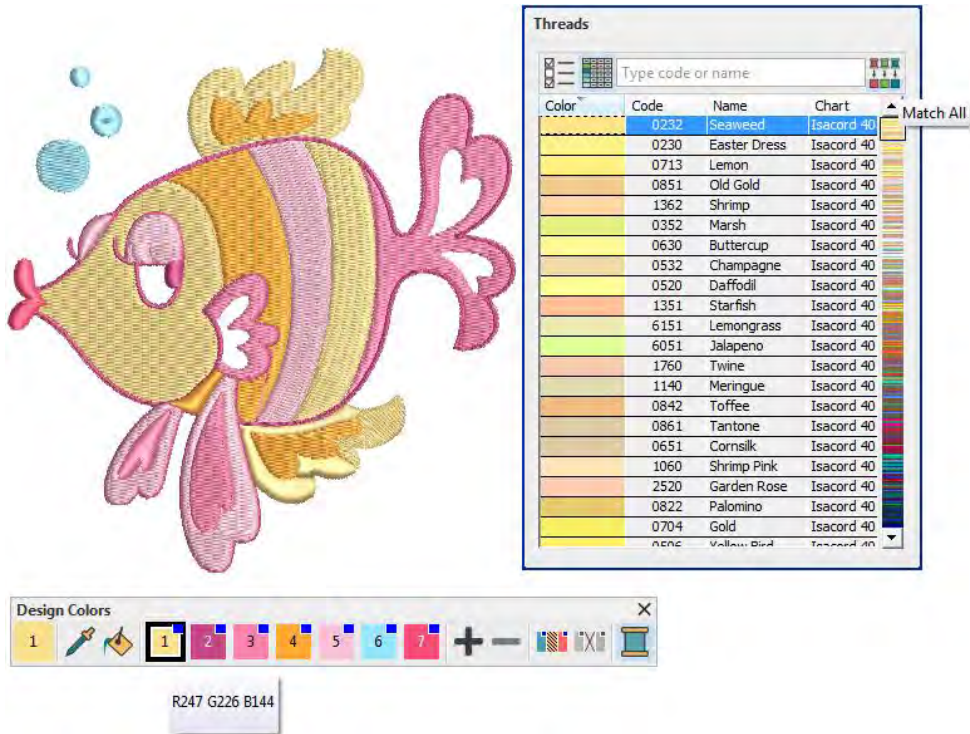 Threads
Type code or name
Color Code Name Chart
Match All
0232 Seaweed Isacord 40
0230 Easter Dress Isacord 40
0713 Lemon Isacord 40
0851 Old Gold Isacord 40
1362 Shrimp Isacord 40
0352 Marsh Isacord 40
0630 Buttercup Isacord 40
0532 Champagne Isacord 40
0520 Daffodil Isacord 40
1351 Starfish Isacord 40
6151 Lemongrass Isacord 40
6051 Jalapeno Isacord 40
1760 Twine Isacord 40
1140 Meringue Isacord 40
0842 Toffee Isacord 40
0861 Tantone Isacord 40
0651 Cornsilk Isacord 40
1060 Shrimp Pink Isacord 40
2520 Garden Rose Isacord 40
0822 Palomino Isacord 40
0704 Gold Isacord 40
Yellow Bird Isacord 40
Design Colors
1 1 2 3 4 5 6 7
R247 G226 B144